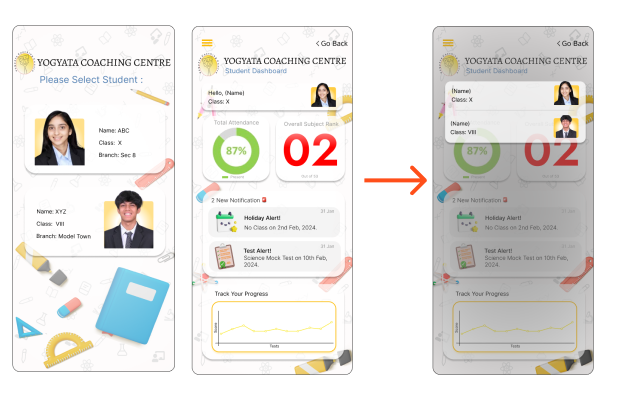 YOGYATA COACHING CENTRE
Please Select Student :
Name: ABC
Class: X
Branch: Sec 8
Name: XYZ
Class: VIII
Branch: Model Town
< Go Back
YOGYATA COACHING CENTRE
Student Dashboard
Hello, (Name)
Class: X
Total Attendance
Overall Subject Rank
87%
02
Present
Out of 50
2 New Notification
31 Jan
Holiday Alert!
No Class on 2nd Feb, 2024.
31 Jan
Test Alert!
Science Mock Test on 10th Feb,
2024.
Track Your Progress
Score
Tests
< Go Back
YOGYATA COACHING CENTRE
Student Dashboard
(Name)
Class: X
(Name)
Class: VIII
87%
02
Present
Out of 50
2 New Notification
31 Jan
Holiday Alert!
No Class on 2nd Feb, 2024.
31 Jan
Test Alert!
Science Mock Test on 10th Feb,
2024.
Track Your Progress
Score
Tests